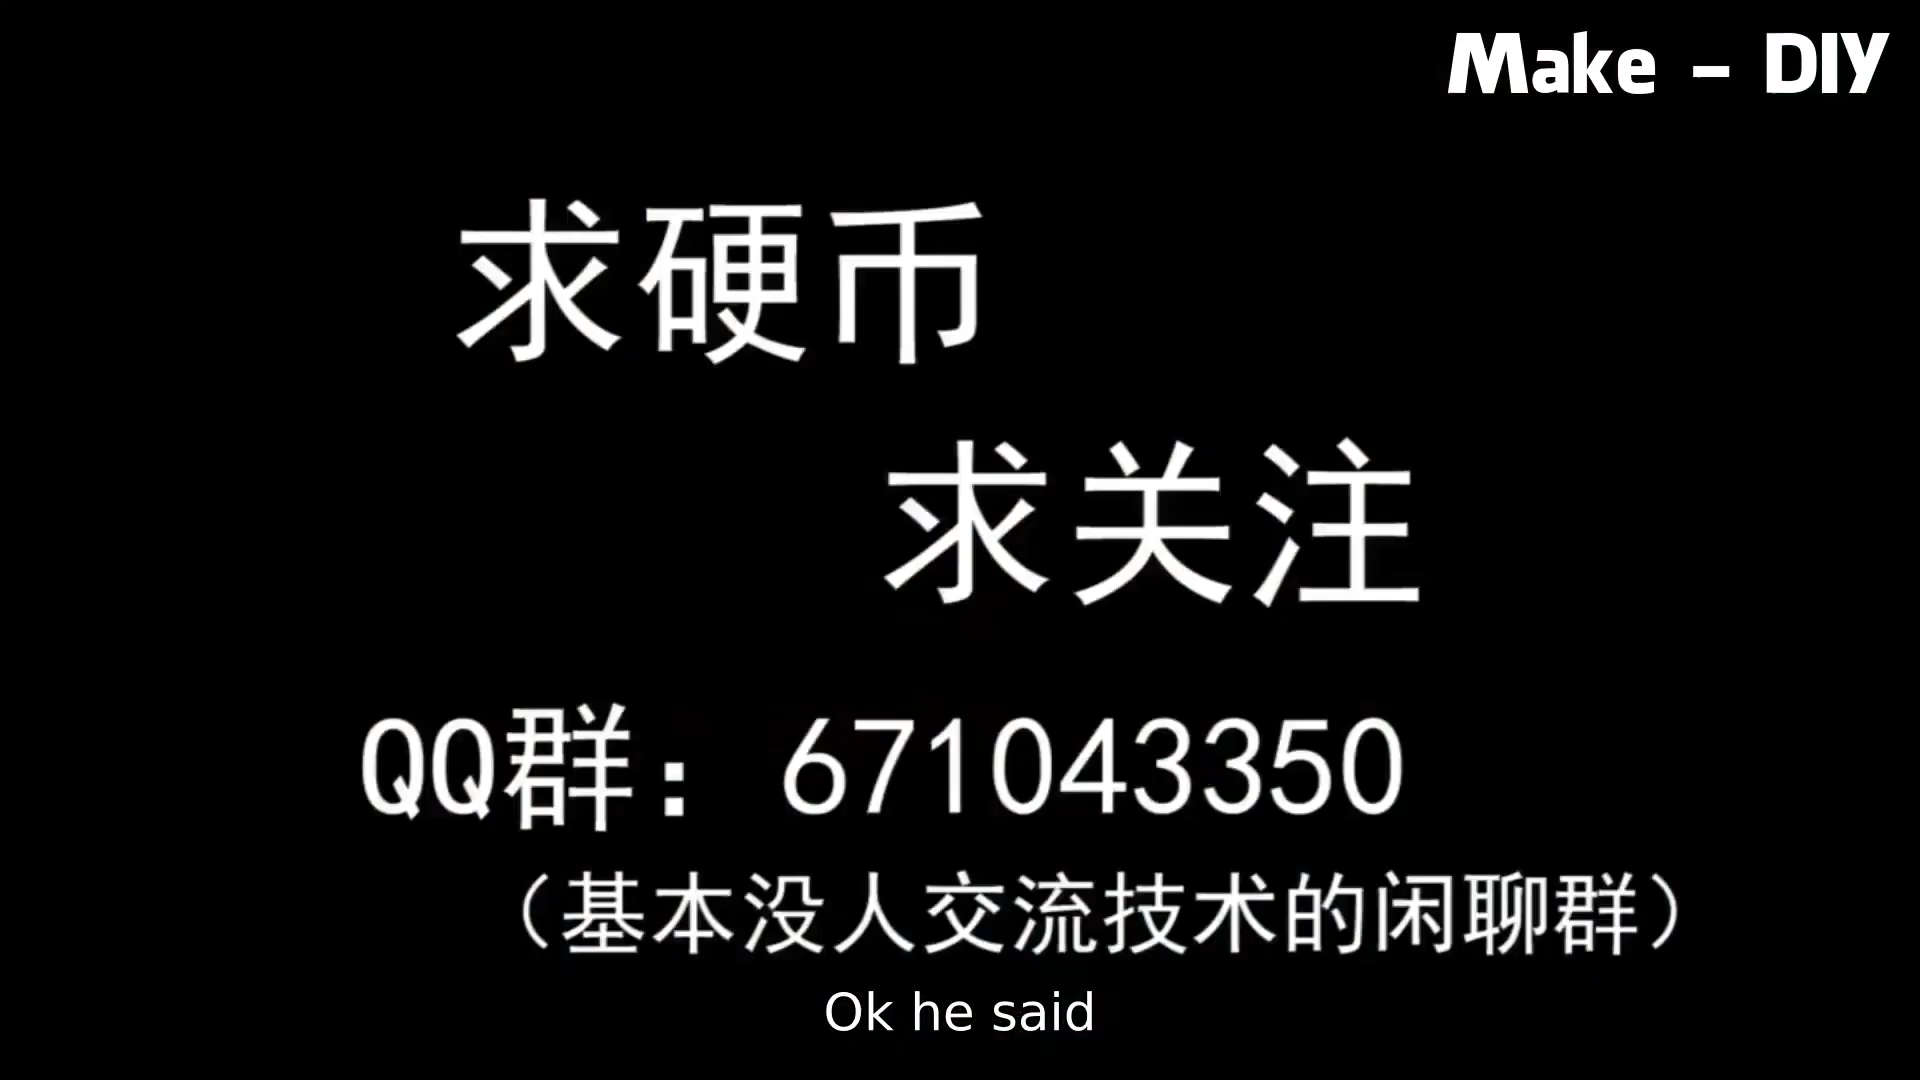 Make - DIY
求硬币
求关注
QQ群：671043350
（基本没人交流技术的闲聊群）
Ok he said